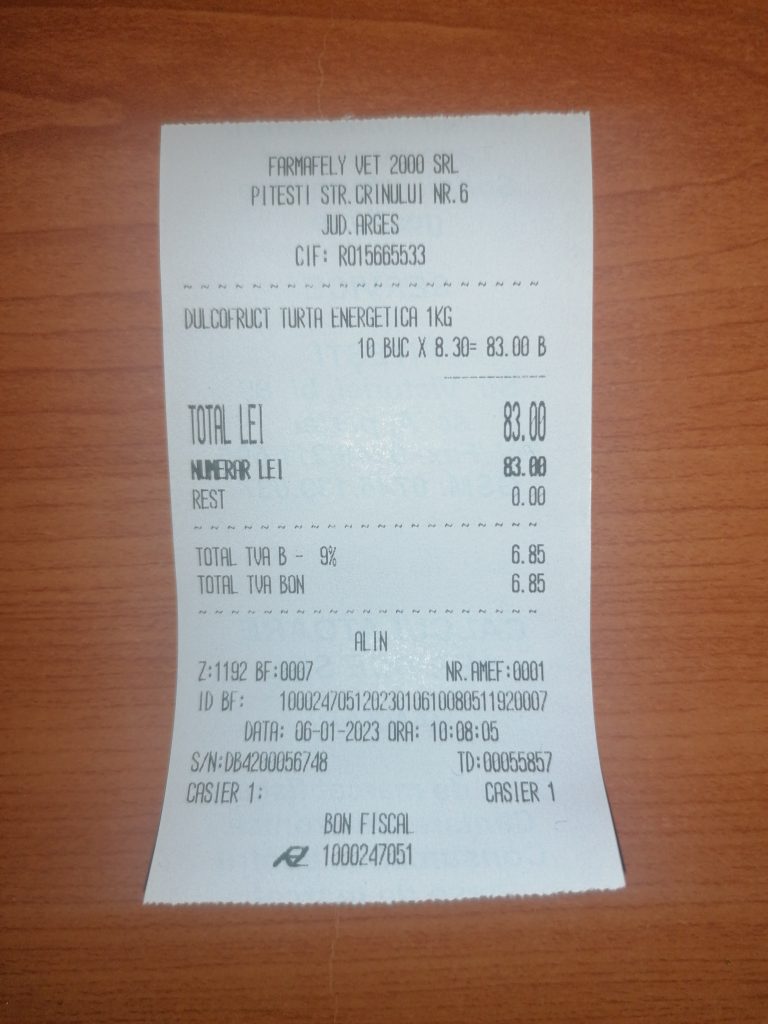 FARMAFELY VET 2000 SRL
PITESTI STR.CRINULUI NR.6
JUD.ARGES
CIF: RO15665533
~ ~ ~ ~ ~ ~ ~ ~ ~ ~ ~ ~ ~ ~ ~ ~ ~ ~ ~ ~ ~ ~
DULCOFRUCT TURTA ENERGETICA 1KG
10 BUC X 8.30= 83.00 B
------------
TOTAL LEI 83.00
NUMERAR LEI 83.00
REST 0.00
~ ~ ~ ~ ~ ~ ~ ~ ~ ~ ~ ~ ~ ~ ~ ~ ~ ~ ~ ~ ~ ~
TOTAL TVA B - 9% 6.85
TOTAL TVA BON 6.85
~ ~ ~ ~ ~ ~ ~ ~ ~ ~ ~ ~ ~ ~ ~ ~ ~ ~ ~ ~ ~ ~
ALIN
Z:1192 BF:0007 NR.AMEF:0001
ID BF: 10002470512023010610080511920007
DATA: 06-01-2023 ORA: 10:08:05
S/N:DB4200056748 TD:00055857
CASIER 1: CASIER 1
BON FISCAL
1000247051